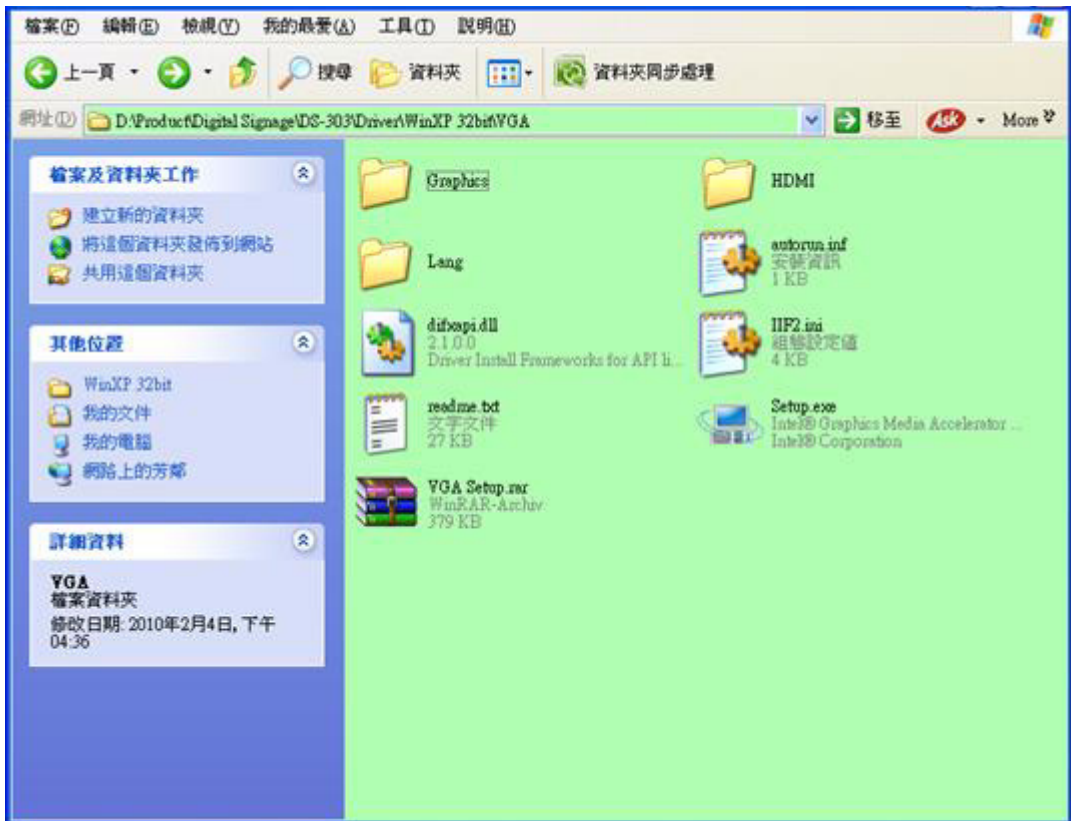 檔案(F) 編輯(E) 檢視(V) 我的最愛(A) 工具(T) 說明(H)
上一頁 搜尋 資料夾 資料夾同步處理
網址(D) D:\Product\Digital Signage\DS-303\Driver\WinXP 32bit\VGA 移至 Ask More
檔案及資料夾工作
建立新的資料夾
將這個資料夾發佈到網站
共用這個資料夾
其他位置
WinXP 32bit
我的文件
我的電腦
網路上的芳鄰
詳細資料
VGA
檔案資料夾
修改日期: 2010年2月4日, 下午
04:36
Graphics
HDMI
Lang
autorun.inf
安裝資訊
1 KB
difxapi.dll
2.1.0.0
Driver Install Frameworks for API li...
IIF2.ini
組態設定值
4 KB
readme.txt
文字文件
27 KB
Setup.exe
Intel® Graphics Media Accelerator ...
Intel® Corporation
VGA Setup.rar
WinRAR-Archiv
379 KB